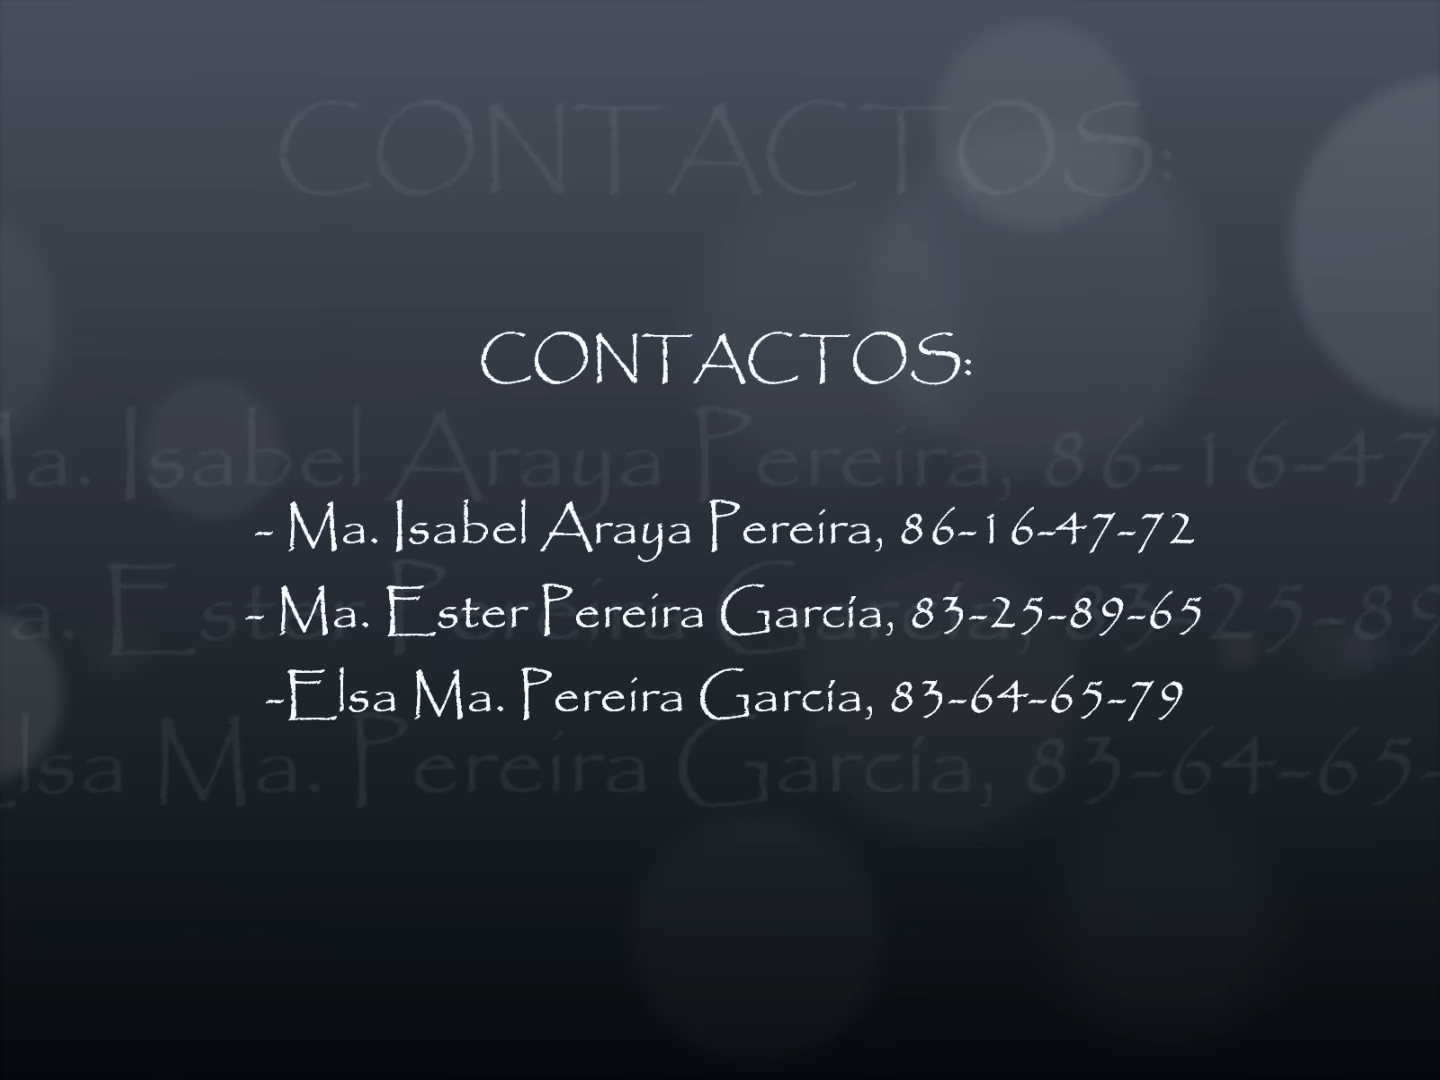 CONTACTOS:
- Ma. Isabel Araya Pereira, 86-16-47-72
- Ma. Ester Pereira García, 83-25-89-65
-Elsa Ma. Pereira García, 83-64-65-79